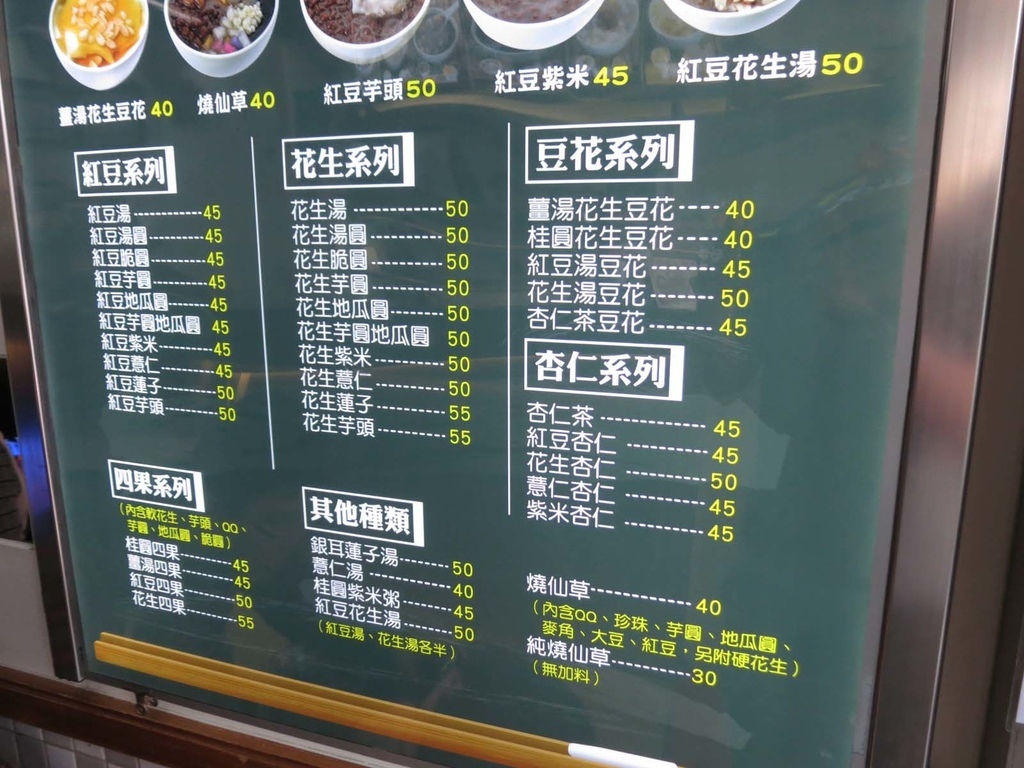 薑湯花生豆花 40
燒仙草 40
紅豆芋頭 50
紅豆紫米 45
紅豆花生湯 50
紅豆系列
紅豆湯 45
紅豆湯圓 45
紅豆脆圓 45
紅豆芋圓 45
紅豆地瓜圓 45
紅豆芋圓地瓜圓 45
紅豆紫米 45
紅豆薏仁 45
紅豆蓮子 50
紅豆芋頭 50
四果系列
(內含軟花生、芋頭、QQ、
芋圓、地瓜圓、脆圓)
桂圓四果 45
薑湯四果 45
紅豆四果 50
花生四果 55
花生系列
花生湯 50
花生湯圓 50
花生脆圓 50
花生芋圓 50
花生地瓜圓 50
花生芋圓地瓜圓 50
花生紫米 50
花生薏仁 50
花生蓮子 55
花生芋頭 55
其他種類
銀耳蓮子湯 50
薏仁湯 40
桂圓紫米粥 45
紅豆花生湯 50
(紅豆湯、花生湯各半)
豆花系列
薑湯花生豆花 40
桂圓花生豆花 40
紅豆湯豆花 45
花生湯豆花 50
杏仁茶豆花 45
杏仁系列
杏仁茶 45
紅豆杏仁 45
花生杏仁 50
薏仁杏仁 45
紫米杏仁 45
燒仙草 40
(內含QQ、珍珠、芋圓、地瓜圓、
麥角、大豆、紅豆，另附硬花生)
純燒仙草 30
(無加料)